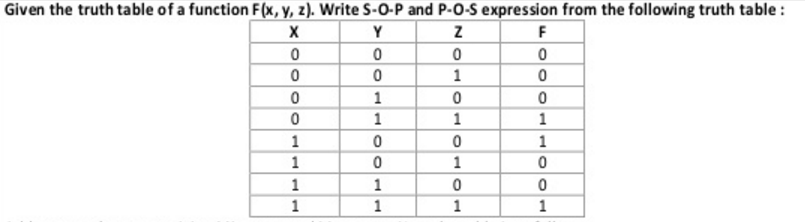 Given the truth table of a function F(x, y, z). Write S-O-P and P-O-S expression from the following truth table :
X Y Z F
0 0 0 0
0 0 1 0
0 1 0 0
0 1 1 1
1 0 0 1
1 0 1 0
1 1 0 0
1 1 1 1